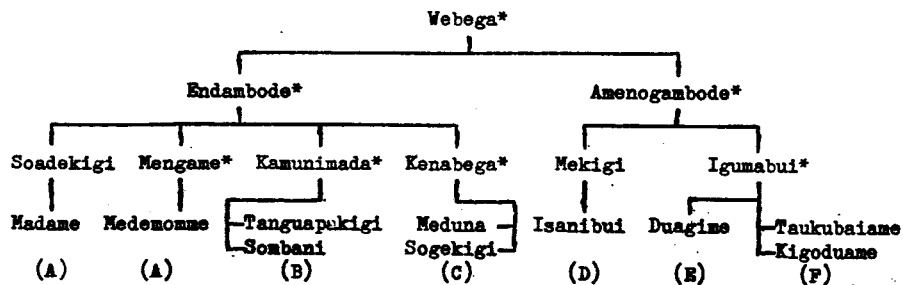 Webega*
Endambode* Amenogambode*
Soadekigi Mengame* Kamunimada* Kenabega* Mekigi Igumabui*
Madame Medemomme Tanguapekigi Meduna Isanibui Duagime Taukubaiame
Sombani Sogekigi Kigoduame
(A) (A) (B) (C) (D) (E) (F)